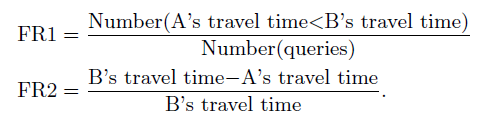 FR1 = Number(A's travel time<B's travel time) / Number(queries)
FR2 = B's travel time−A's travel time / B's travel time .